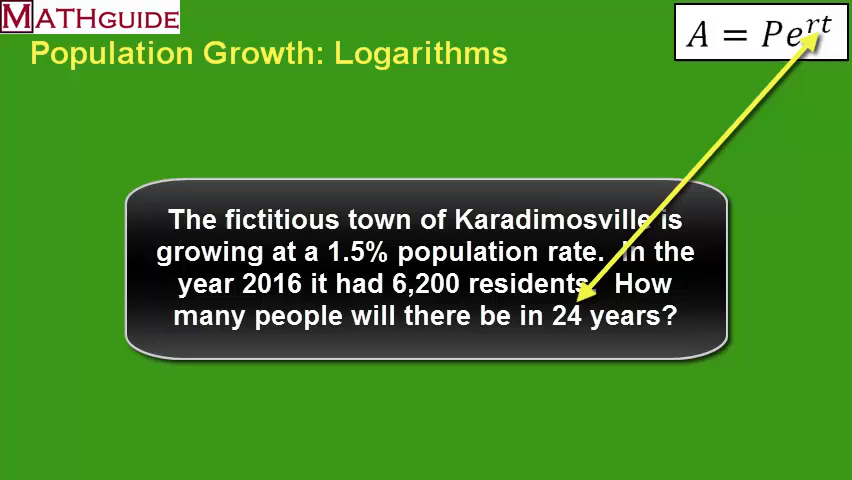 MATHGUIDE
Population Growth: Logarithms
A = Pe^{rt}
The fictitious town of Karadimosville is
growing at a 1.5% population rate. In the
year 2016 it had 6,200 residents. How
many people will there be in 24 years?